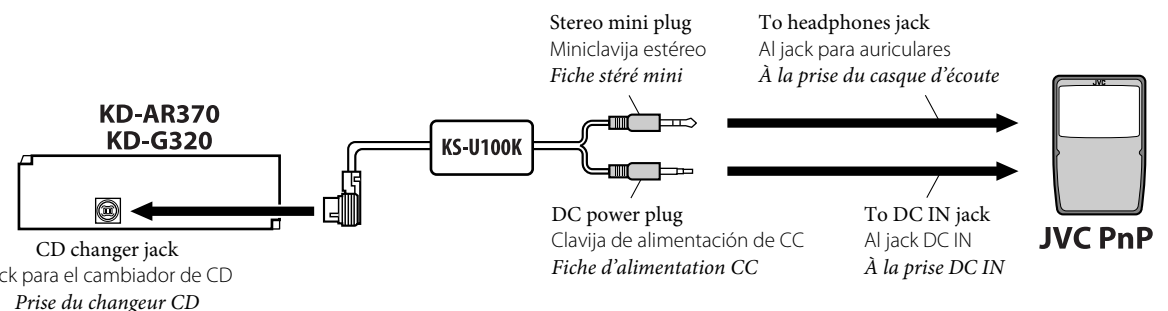 Stereo mini plug
Miniclavija estéreo
Fiche stéré mini
To headphones jack
Al jack para auriculares
À la prise du casque d'écoute
JVC
KD-AR370
KD-G320
KS-U100K
CD changer jack
ck para el cambiador de CD
Prise du changeur CD
DC power plug
Clavija de alimentación de CC
Fiche d'alimentation CC
To DC IN jack
Al jack DC IN
À la prise DC IN
JVC PnP